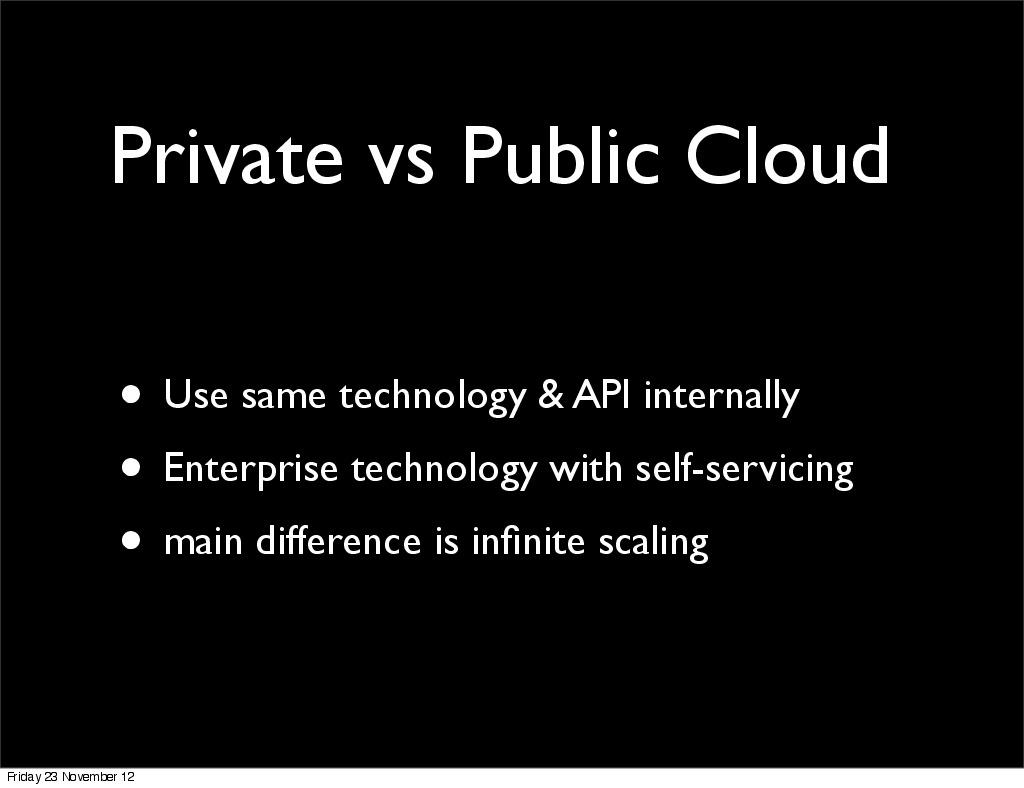 Private vs Public Cloud
• Use same technology & API internally
• Enterprise technology with self-servicing
• main difference is infinite scaling
Friday 23 November 12